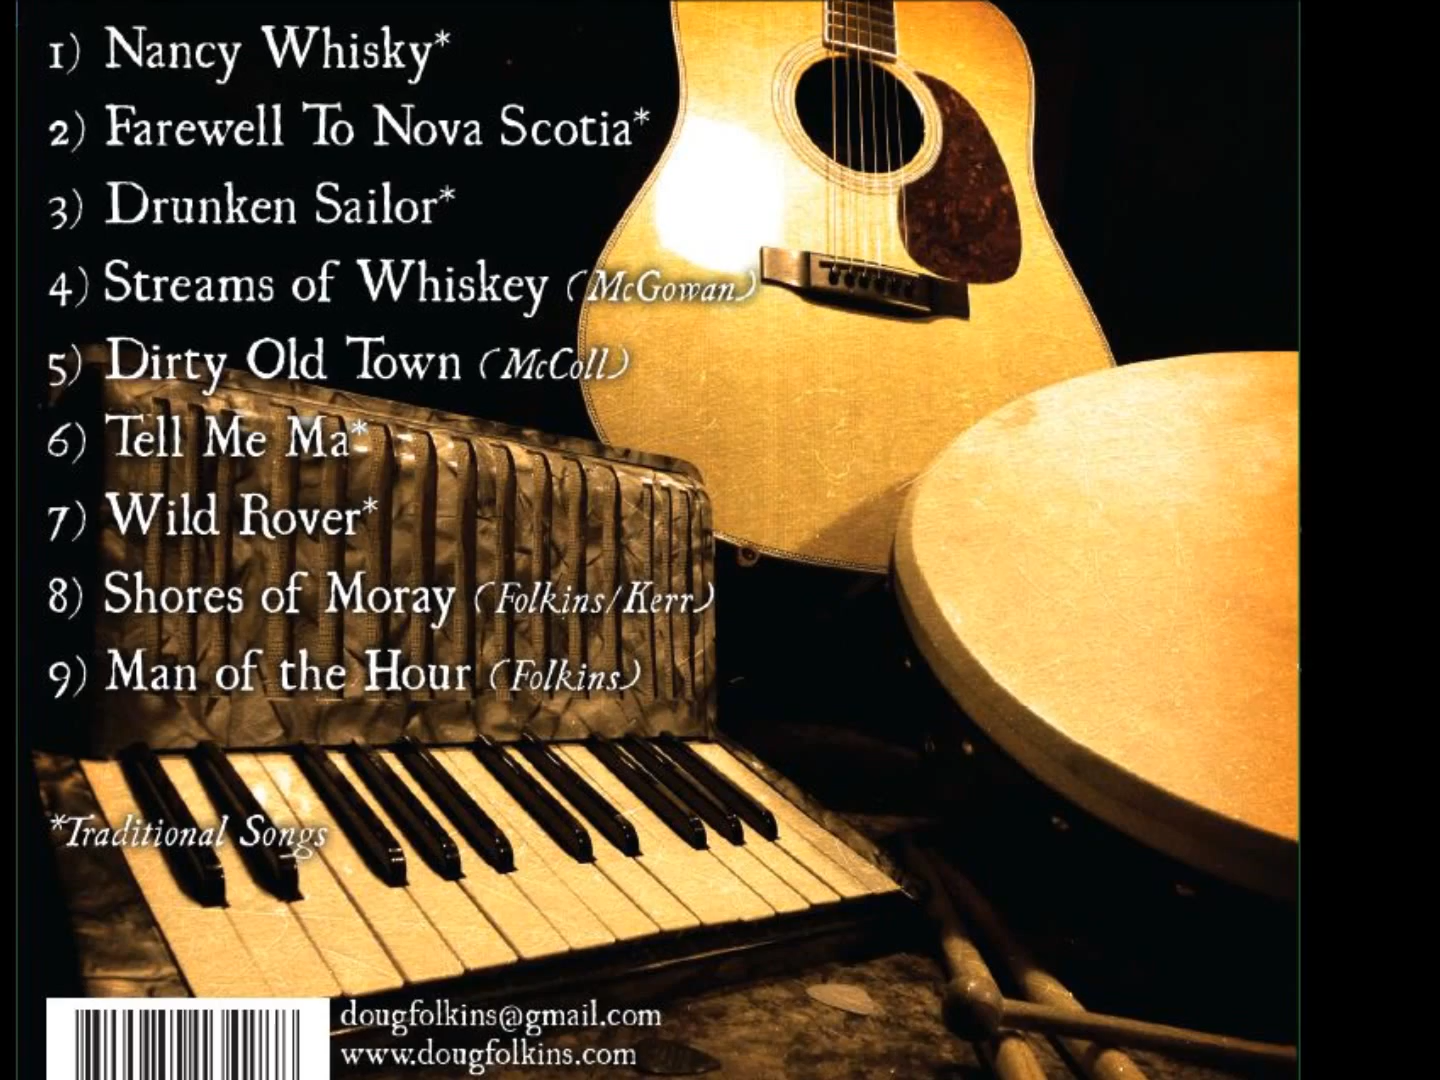 1) Nancy Whisky*
2) Farewell To Nova Scotia*
3) Drunken Sailor*
4) Streams of Whiskey (McGowan)
5) Dirty Old Town (McColl)
6) Tell Me Ma*
7) Wild Rover*
8) Shores of Moray (Folkins/Kerr)
9) Man of the Hour (Folkins)
*Traditional Songs
dougfolkins@gmail.com
www.dougfolkins.com